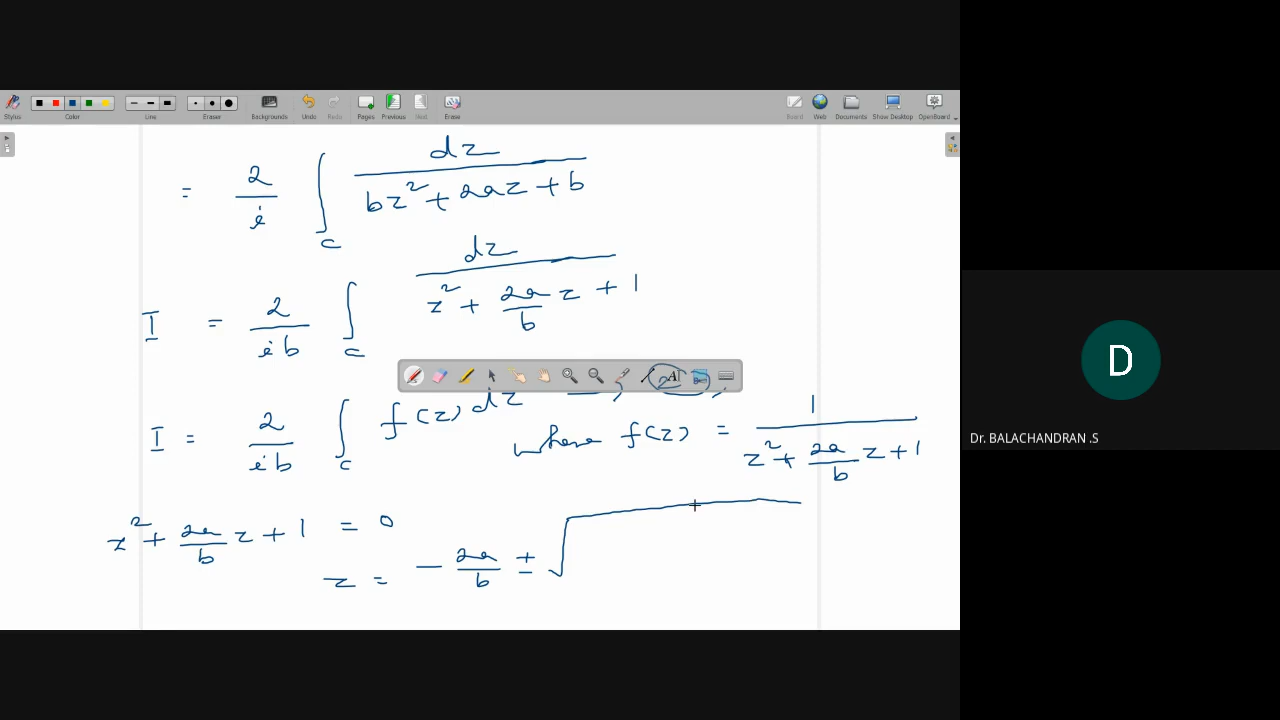 Stylus Color Line Eraser Backgrounds Undo Redo Pages Previous Next Erase Board Web Documents Show Desktop OpenBoard
= 2/i ∫_c dz/(bz² + 2az + b)
I = 2/(ib) ∫_c dz/(z² + (2a/b)z + 1)
I = 2/(ib) ∫_c f(z) dz where f(z) = 1/(z² + (2a/b)z + 1)
z² + (2a/b)z + 1 = 0
z = - 2a/b ± √
D
Dr. BALACHANDRAN .S